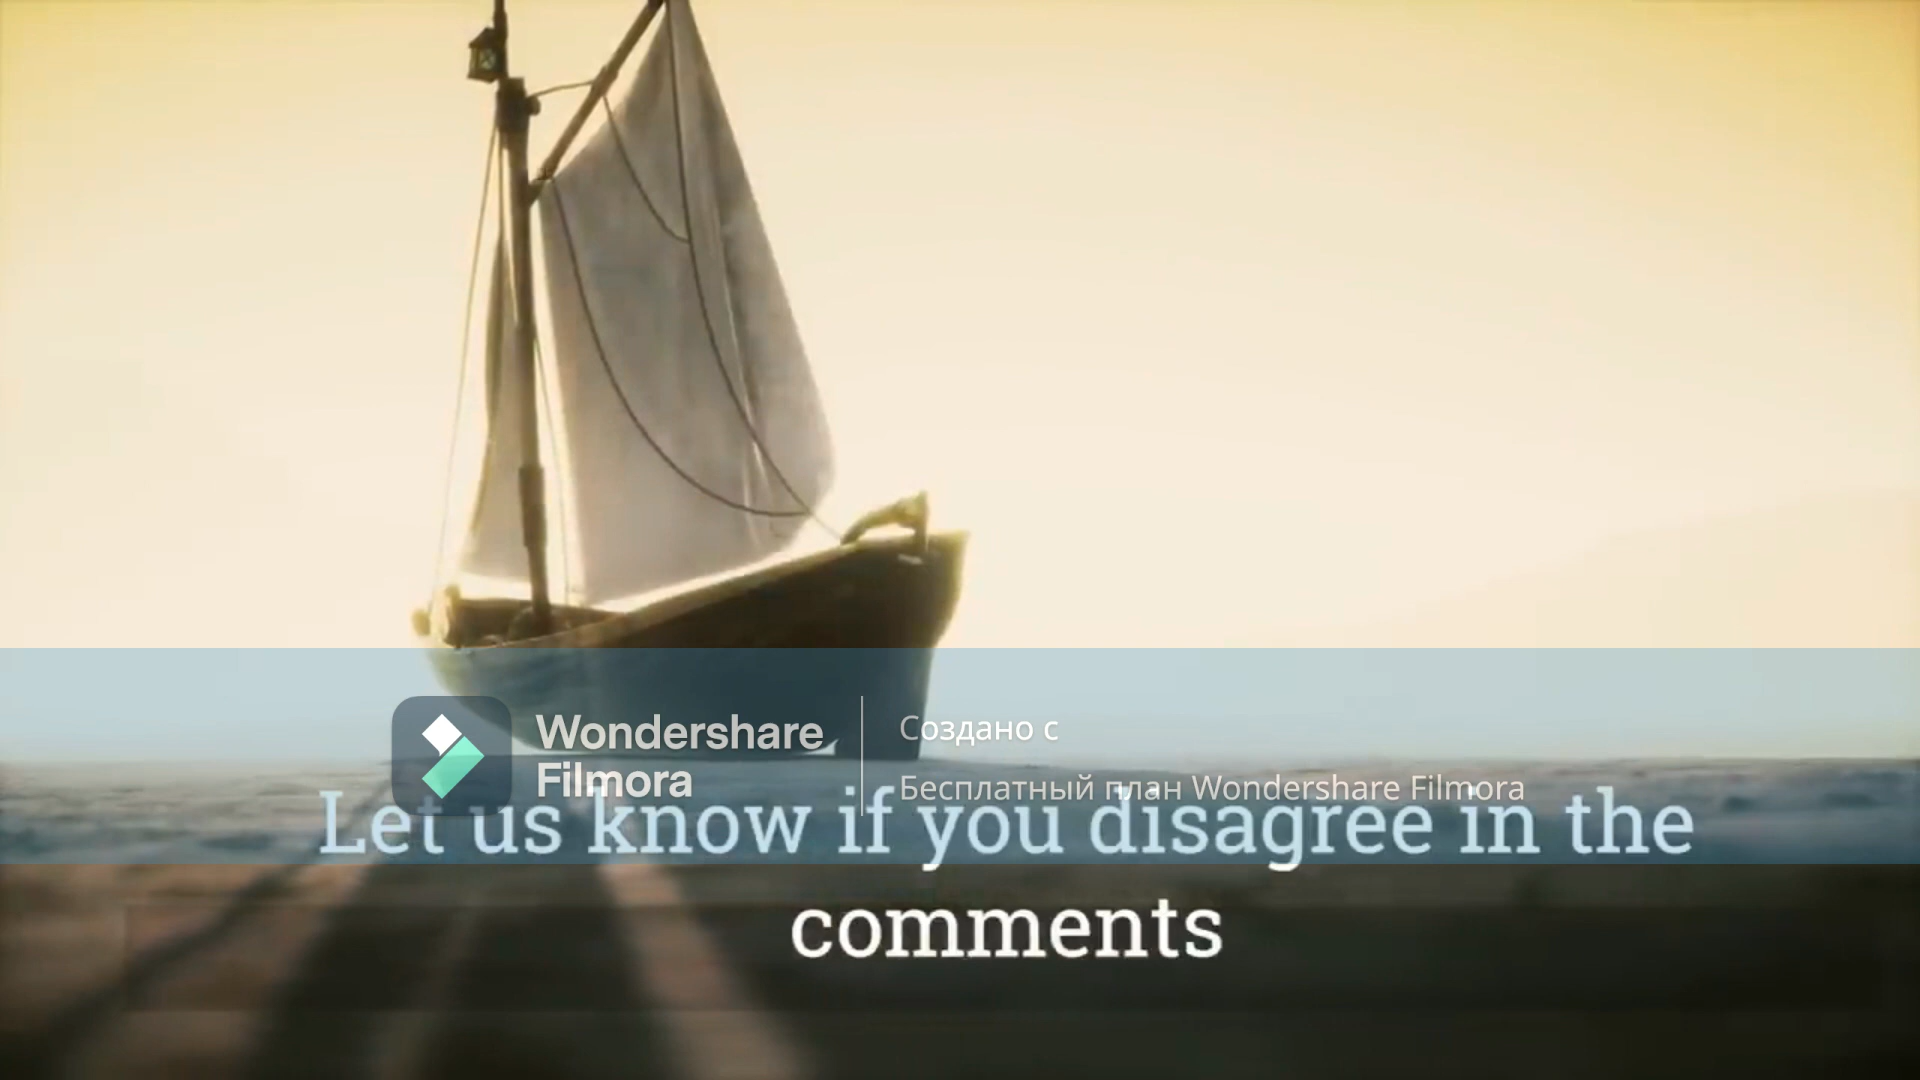 Wondershare
Filmora
Создано с
Бесплатный план Wondershare Filmora
Let us know if you disagree in the
comments